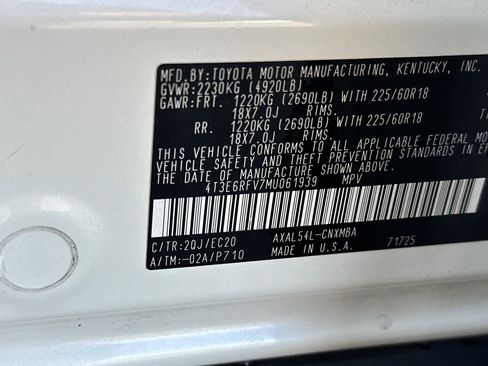 MFD.BY:TOYOTA MOTOR MANUFACTURING, KENTUCKY, IN
GVWR:2230KG (4920LB)
GAWR:FRT. 1220KG (2690LB) WITH 225/60R18
18X7.0J RIMS.
RR. 1220KG (2690LB) WITH 225/60R18
18X7.0J RIMS.
THIS VEHICLE CONFORMS TO ALL APPLICABLE FEDERAL MO
VEHICLE SAFETY AND THEFT PREVENTION STANDARDS IN EF
THE DATE OF MANUFACTURE SHOWN ABOVE.
4T3E6RFV7MU061939 MPV
C/TR:2QJ/EC20 AXAL54L-CNXMBA
A/TM:-02A/P710 MADE IN U.S.A. 71725